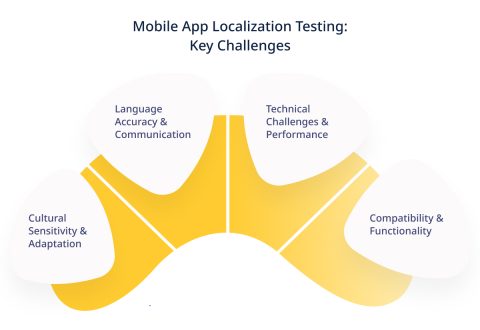 Mobile App Localization Testing:
Key Challenges
Language
Accuracy &
Communication
Technical
Challenges &
Performance
Cultural
Sensitivity &
Adaptation
Compatibility &
Functionality